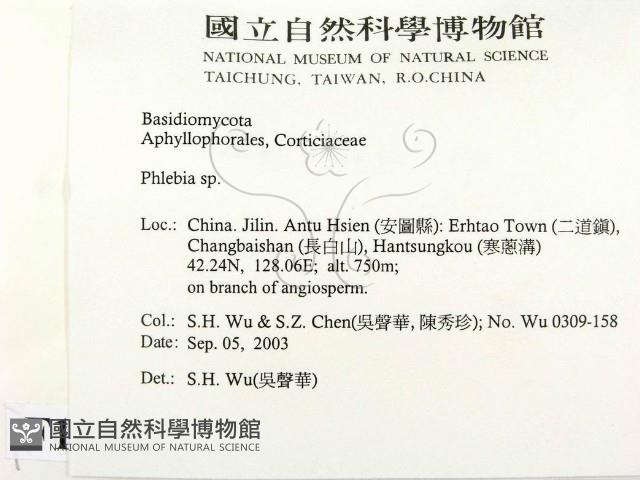 國立自然科學博物館
NATIONAL MUSEUM OF NATURAL SCIENCE
TAICHUNG, TAIWAN, R.O.CHINA
Basidiomycota
Aphyllophorales, Corticiaceae
Phlebia sp.
Loc.: China. Jilin. Antu Hsien (安圖縣): Erhtao Town (二道鎮),
Changbaishan (長白山), Hantsungkou (寒蔥溝)
42.24N, 128.06E; alt. 750m;
on branch of angiosperm.
Col.: S.H. Wu & S.Z. Chen(吳聲華, 陳秀珍); No. Wu 0309-158
Date: Sep. 05, 2003
Det.: S.H. Wu(吳聲華)
國立自然科學博物館
NATIONAL MUSEUM OF NATURAL SCIENCE